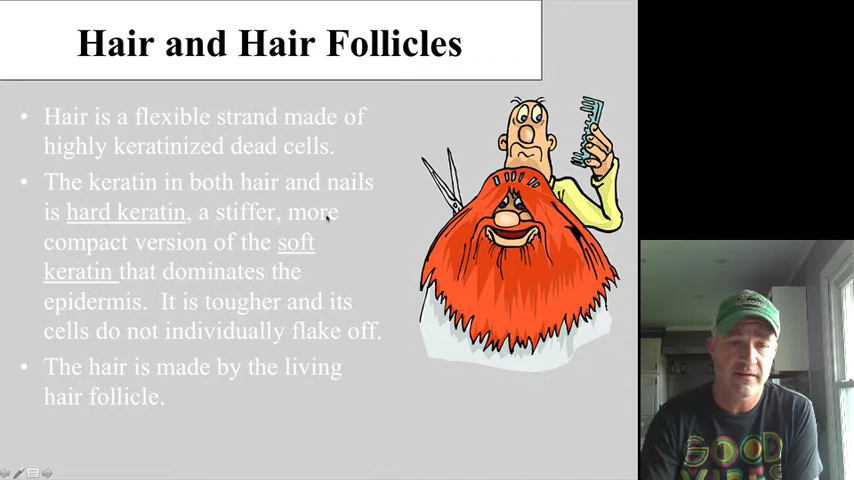 Hair and Hair Follicles
• Hair is a flexible strand made of
highly keratinized dead cells.
• The keratin in both hair and nails
is hard keratin, a stiffer, more
compact version of the soft
keratin that dominates the
epidermis.  It is tougher and its
cells do not individually flake off.
• The hair is made by the living
hair follicle.
GOOD